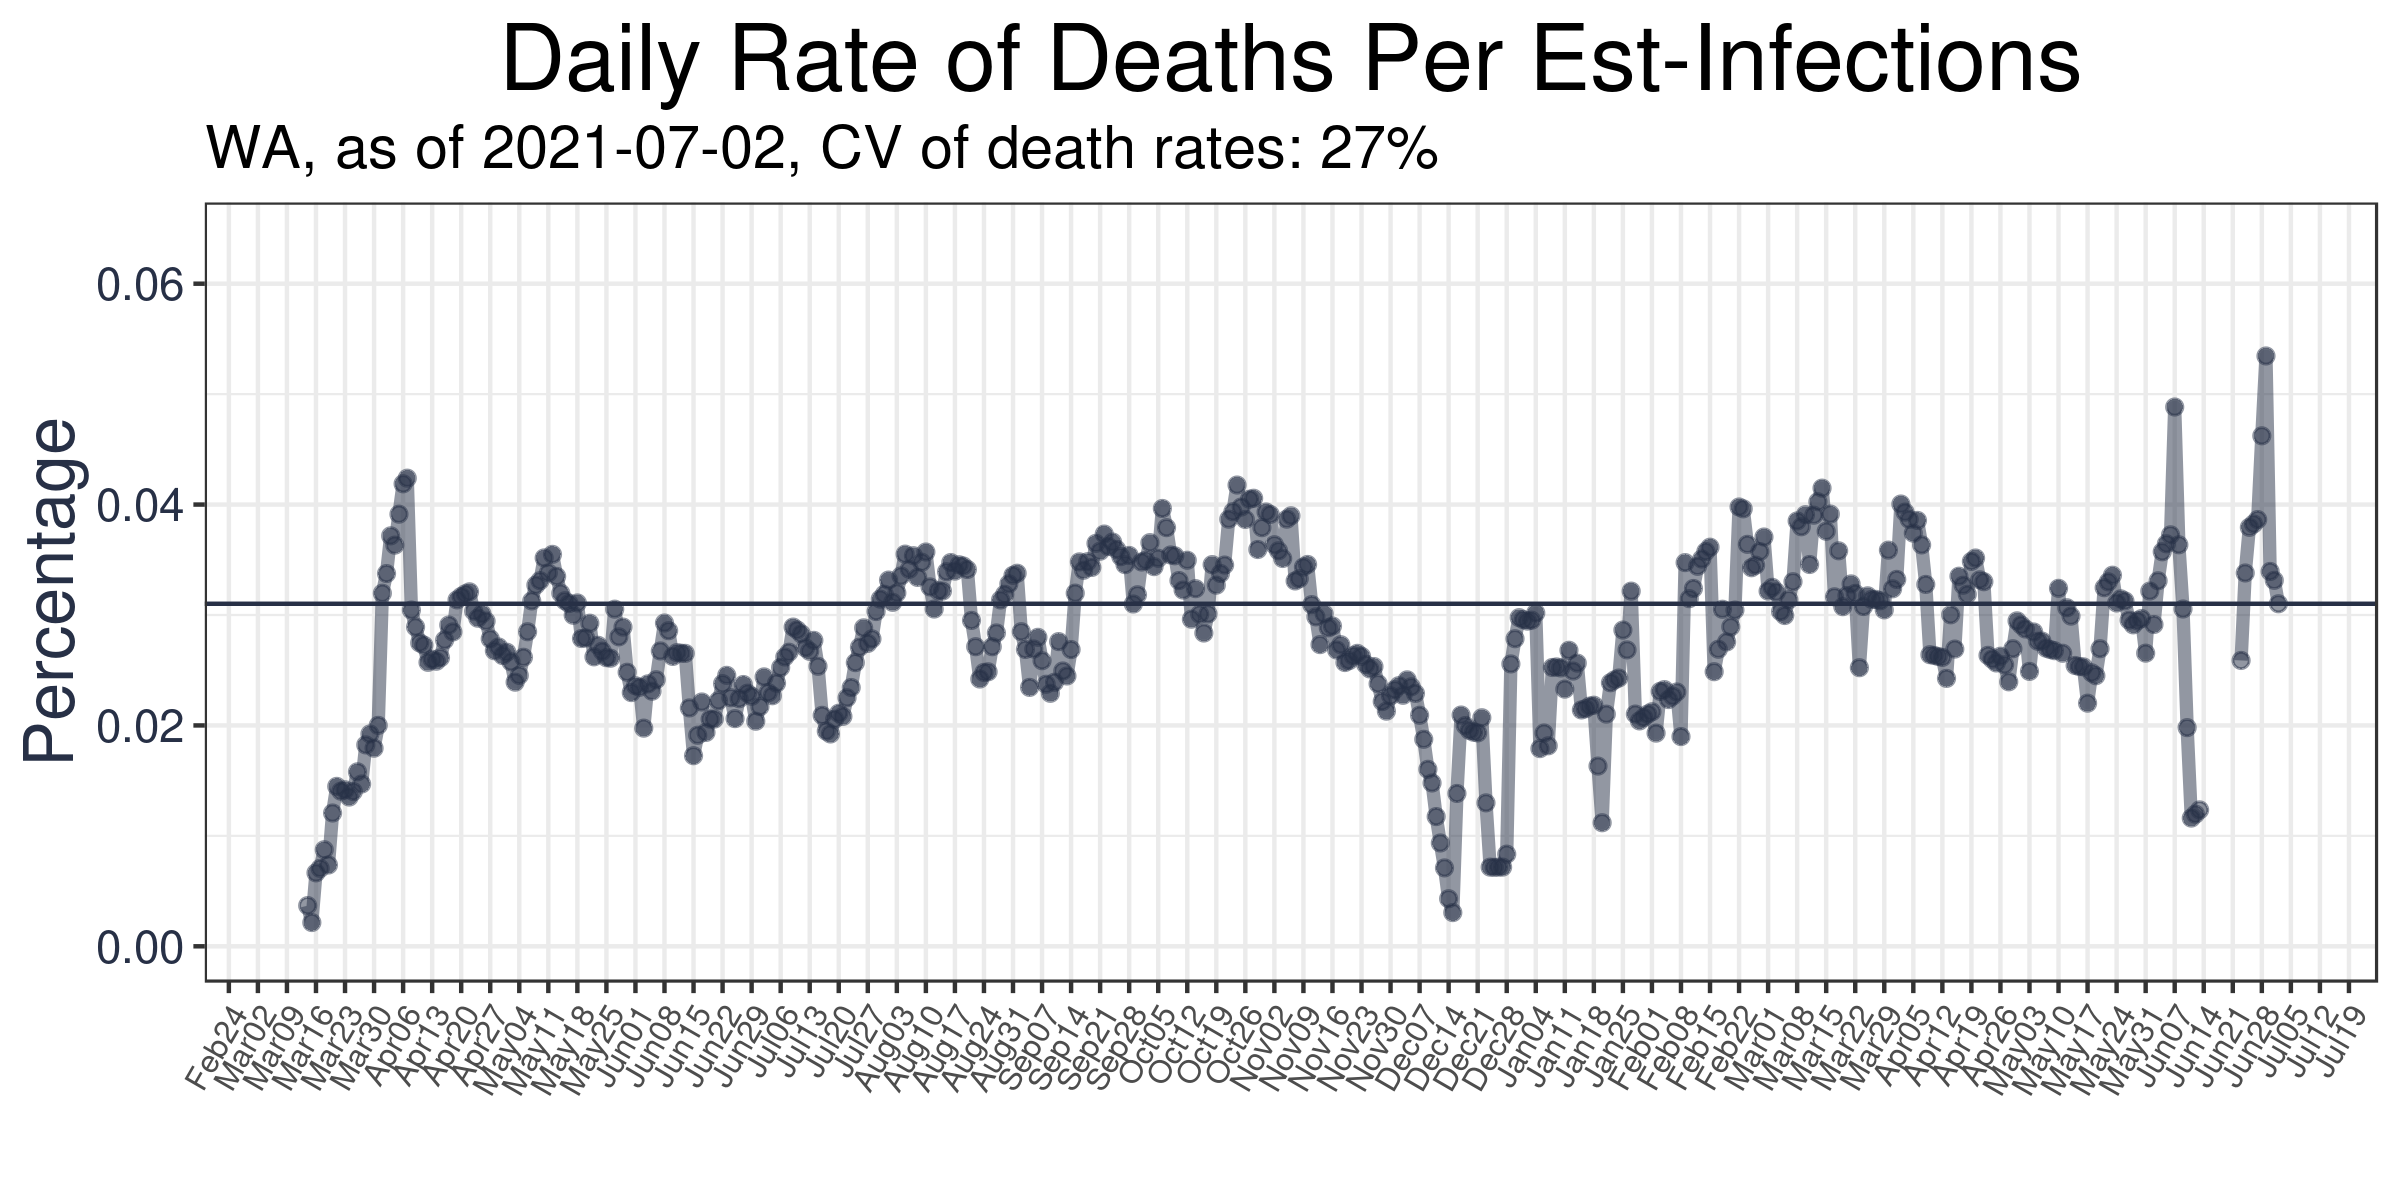 Daily Rate of Deaths Per Est-Infections
WA, as of 2021-07-02, CV of death rates: 27%
Percentage
0.06
0.04
0.02
0.00
Feb24
Mar02
Mar09
Mar16
Mar23
Mar30
Apr06
Apr13
Apr20
Apr27
May04
May11
May18
May25
Jun01
Jun08
Jun15
Jun22
Jun29
Jul06
Jul13
Jul20
Jul27
Aug03
Aug10
Aug17
Aug24
Aug31
Sep07
Sep14
Sep21
Sep28
Oct05
Oct12
Oct19
Oct26
Nov02
Nov09
Nov16
Nov23
Nov30
Dec07
Dec14
Dec21
Dec28
Jan04
Jan11
Jan18
Jan25
Feb01
Feb08
Feb15
Feb22
Mar01
Mar08
Mar15
Mar22
Mar29
Apr05
Apr12
Apr19
Apr26
May03
May10
May17
May24
May31
Jun07
Jun14
Jun21
Jun28
Jul05
Jul12
Jul19